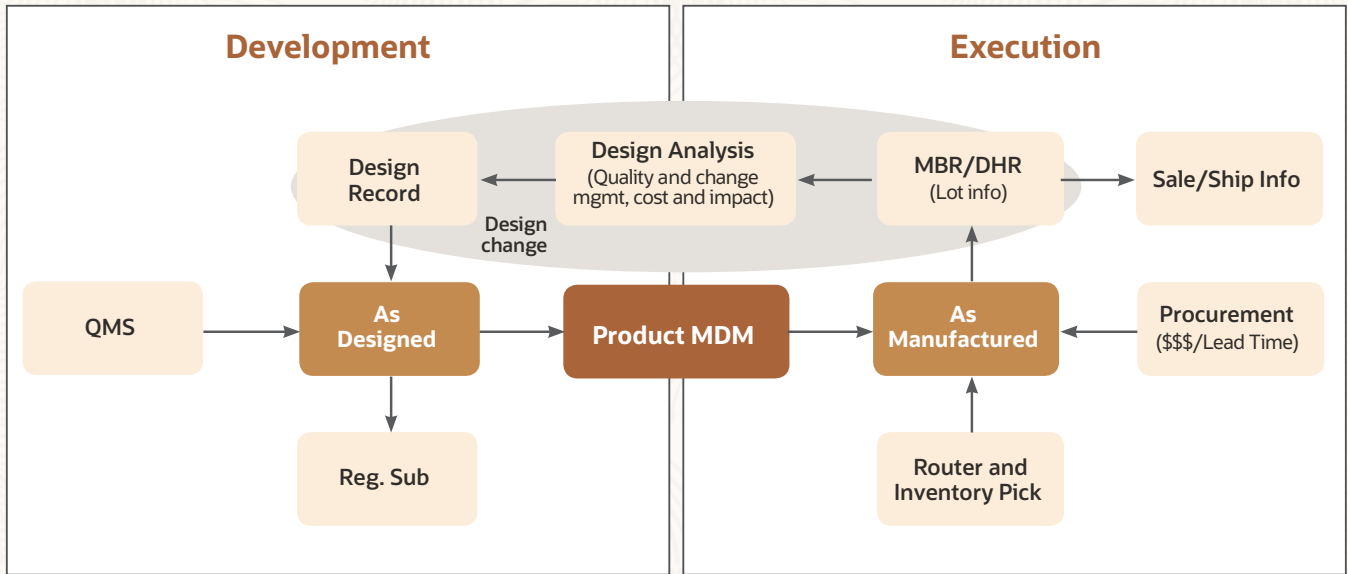 Development
Execution
Design
Record
Design Analysis
(Quality and change
mgmt, cost and impact)
MBR/DHR
(Lot info)
Sale/Ship Info
Design
change
QMS
As
Designed
Product MDM
As
Manufactured
Procurement
($$$/Lead Time)
Reg. Sub
Router and
Inventory Pick